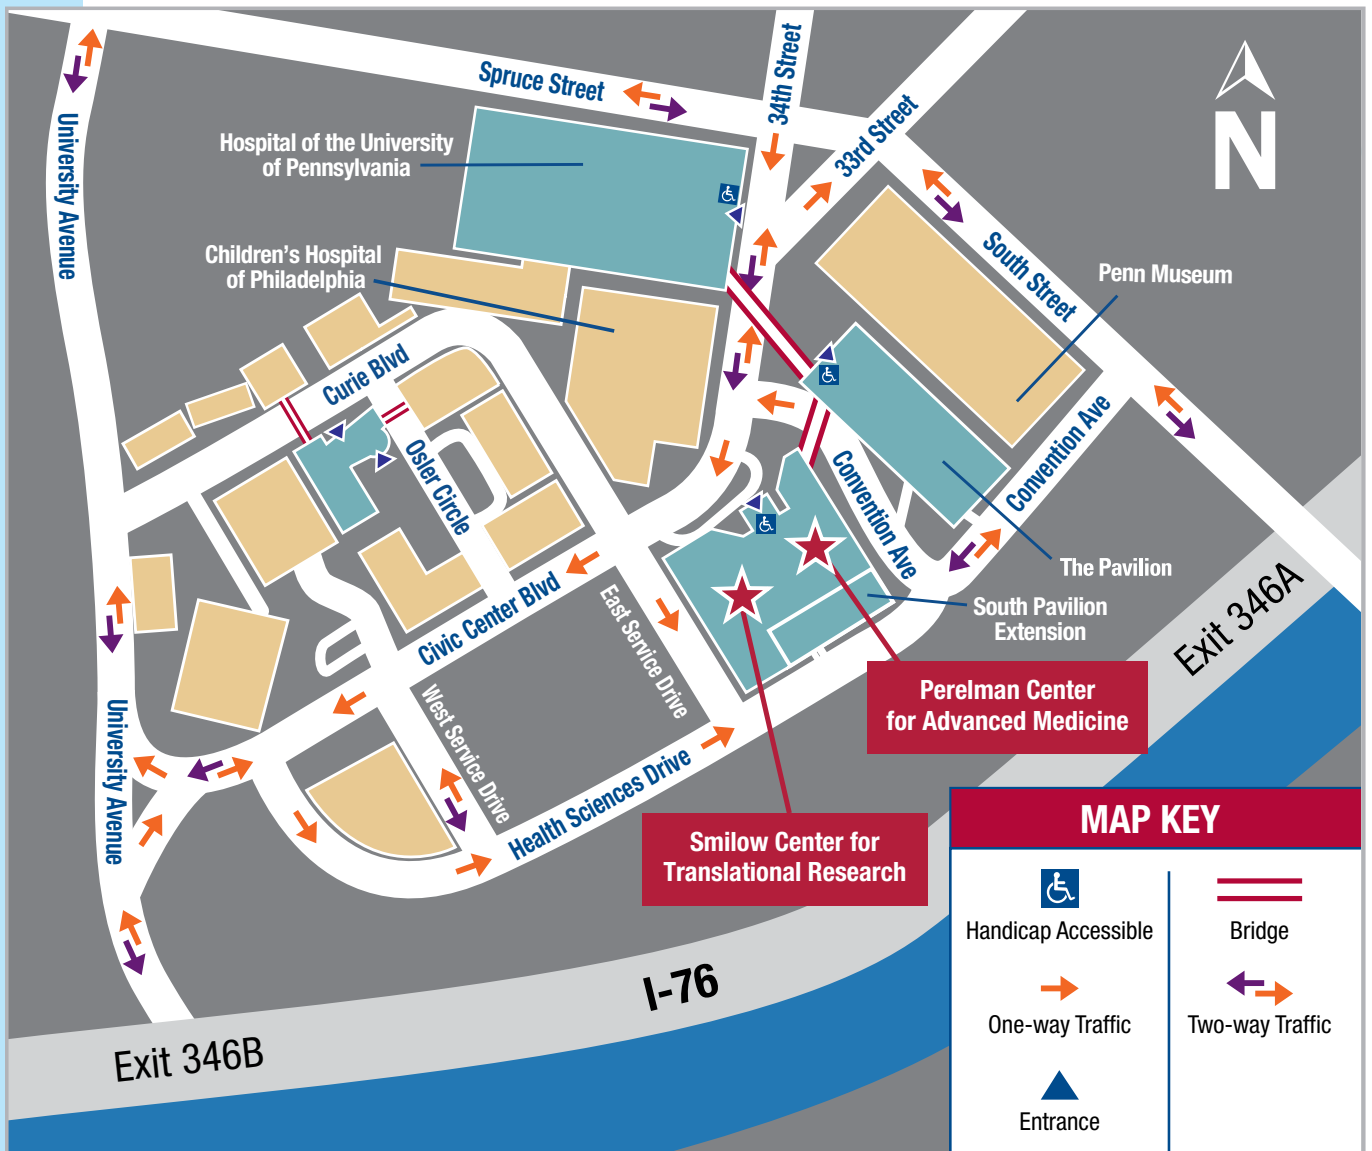 34th Street
Spruce Street
33rd Street
N
University Avenue
Hospital of the University
of Pennsylvania
Children's Hospital
of Philadelphia
South Street
Penn Museum
Curie Blvd
Osler Circle
Convention Ave
Convention Ave
The Pavilion
South Pavilion
Extension
Exit 346A
Civic Center Blvd
East Service Drive
West Service Drive
Perelman Center
for Advanced Medicine
University Avenue
Health Sciences Drive
Smilow Center for
Translational Research
I-76
Exit 346B
MAP KEY
Handicap Accessible
Bridge
One-way Traffic
Two-way Traffic
Entrance